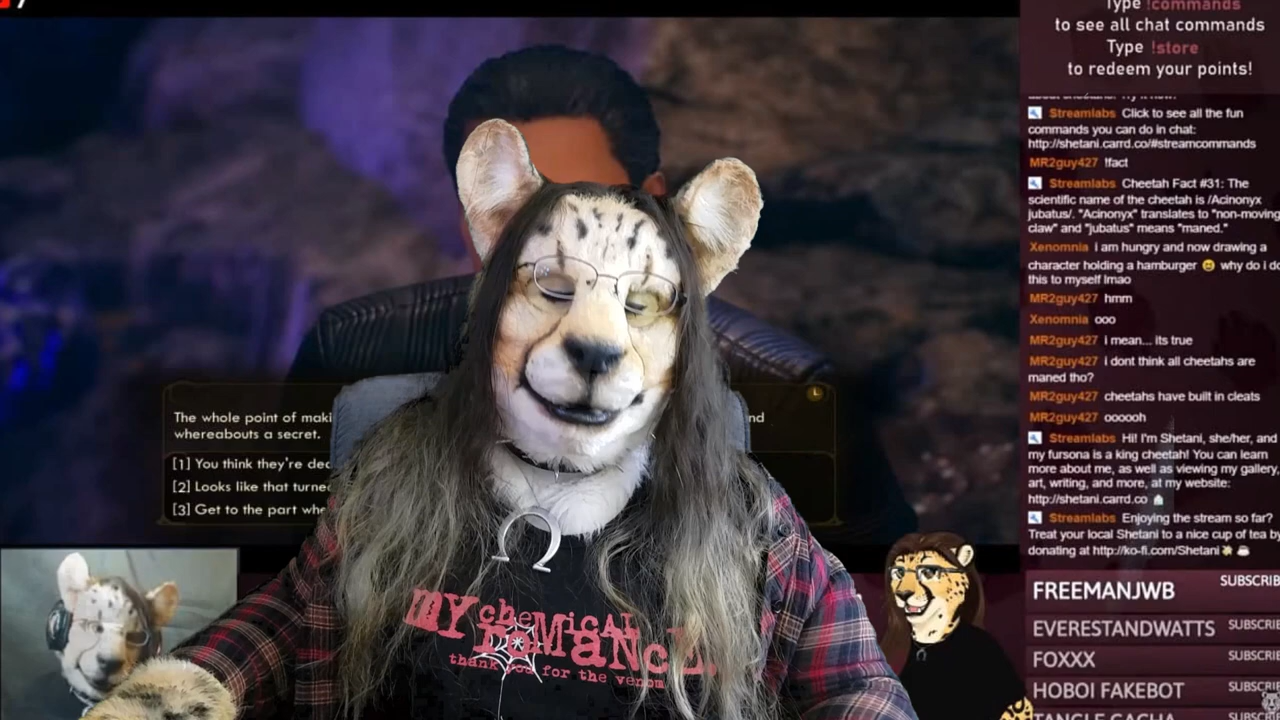 Type !commands
to see all chat commands
Type !store
to redeem your points!
Streamlabs Click to see all the fun
commands you can do in chat:
http://shetani.carrd.co/#streamcommands
MR2guy427 !fact
Streamlabs Cheetah Fact #31: The
scientific name of the cheetah is /Acinonyx
jubatus/. "Acinonyx" translates to "non-moving
claw" and "jubatus" means "maned."
Xenomnia i am hungry and now drawing a
character holding a hamburger 😄 why do i do
this to myself lmao
MR2guy427 hmm
Xenomnia ooo
MR2guy427 i mean... its true
MR2guy427 i dont think all cheetahs are
maned tho?
MR2guy427 cheetahs have built in cleats
MR2guy427 oooooh
Streamlabs Hi! I'm Shetani, she/her, and
my fursona is a king cheetah! You can learn
more about me, as well as viewing my gallery,
art, writing, and more, at my website:
http://shetani.carrd.co
Streamlabs Enjoying the stream so far?
Treat your local Shetani to a nice cup of tea by
donating at http://ko-fi.com/Shetani
The whole point of maki
whereabouts a secret.
[1] You think they're
[2] Looks like that
[3] Get to the part
Ω
MY CHEMICAL
ROMANCE.
thank you for the venom
FREEMANJWB SUBSCRIB
EVERESTANDWATTS SUBSCRIB
FOXXX SUBSCRIB
HOBOI FAKEBOT SUBSCRIB
TANGLE GACHA